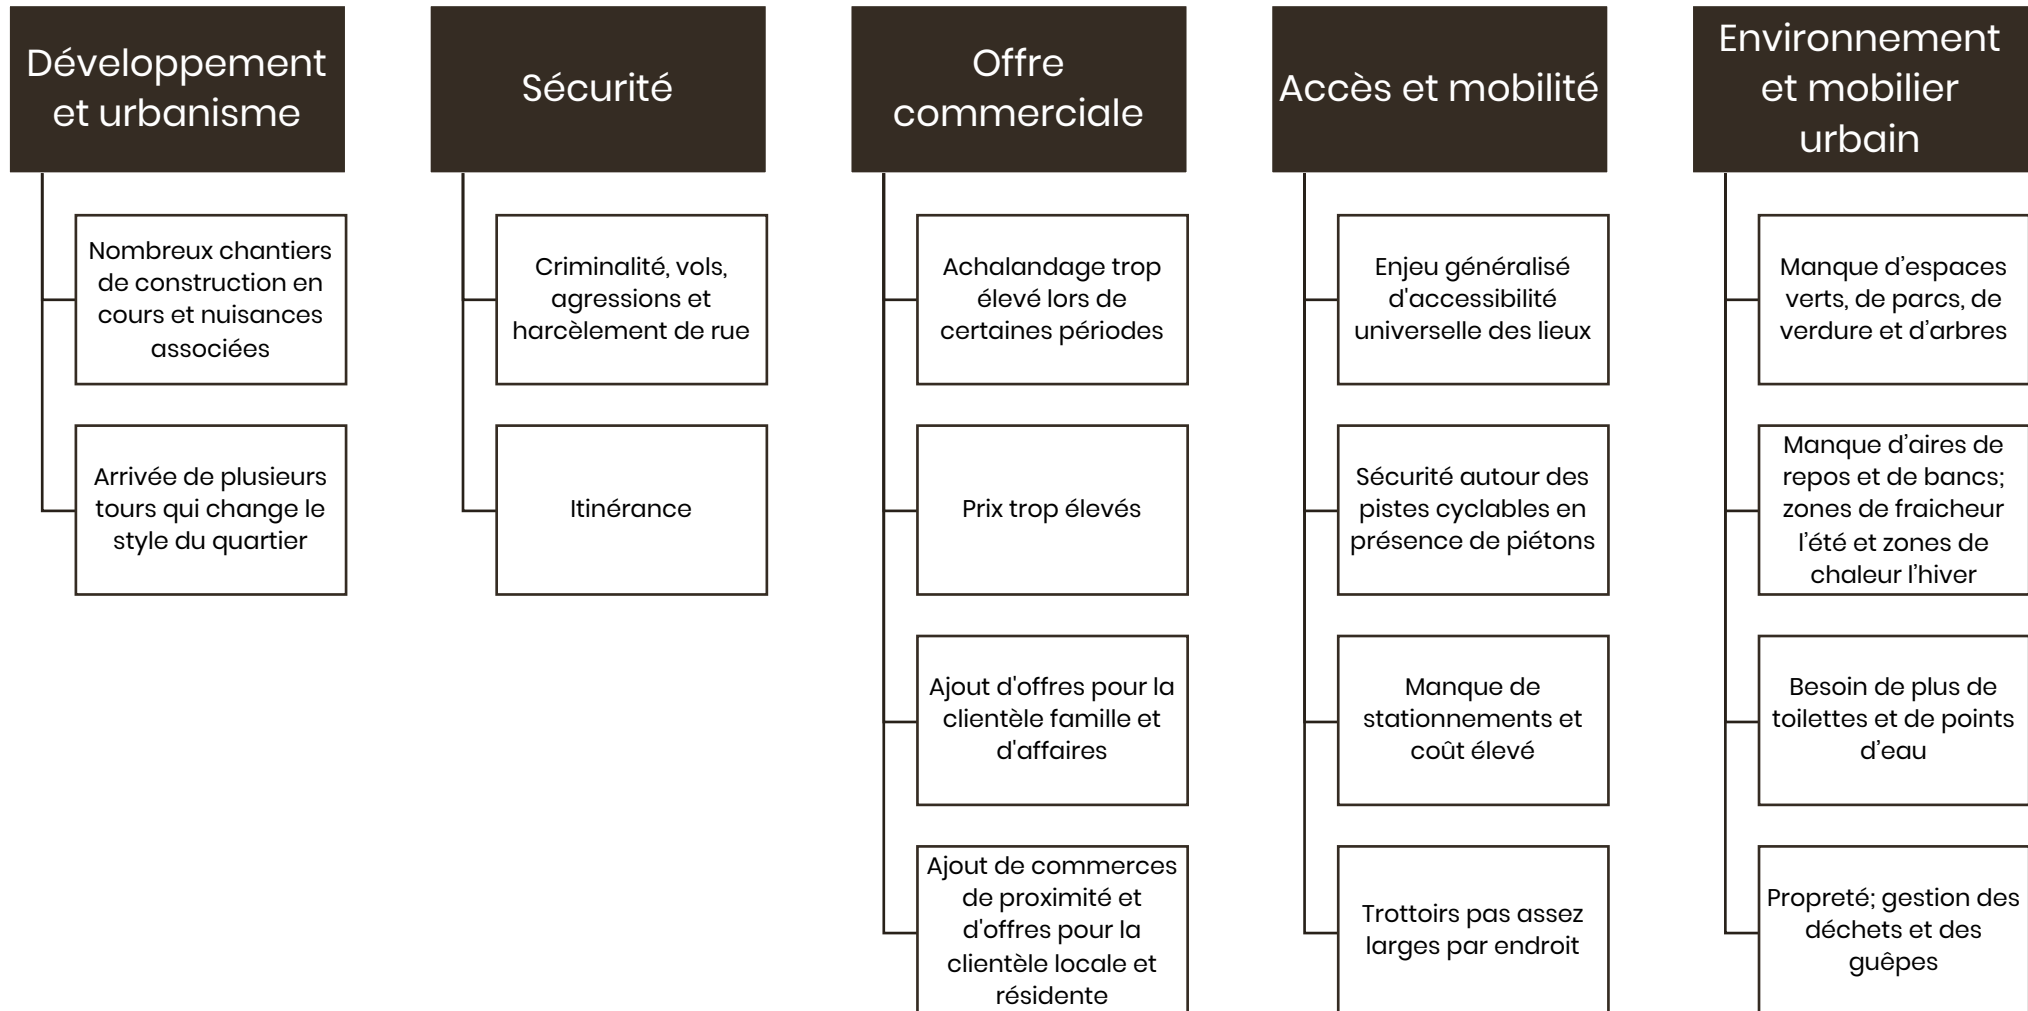 Développement
et urbanisme
Nombreux chantiers
de construction en
cours et nuisances
associées
Arrivée de plusieurs
tours qui change le
style du quartier
Sécurité
Criminalité, vols,
agressions et
harcèlement de rue
Itinérance
Offre
commerciale
Achalandage trop
élevé lors de
certaines périodes
Prix trop élevés
Ajout d'offres pour la
clientèle famille et
d'affaires
Ajout de commerces
de proximité et
d'offres pour la
clientèle locale et
résidente
Accès et mobilité
Enjeu généralisé
d'accessibilité
universelle des lieux
Sécurité autour des
pistes cyclables en
présence de piétons
Manque de
stationnements et
coût élevé
Trottoirs pas assez
larges par endroit
Environnement
et mobilier
urbain
Manque d’espaces
verts, de parcs, de
verdure et d’arbres
Manque d’aires de
repos et de bancs;
zones de fraicheur
l’été et zones de
chaleur l’hiver
Besoin de plus de
toilettes et de points
d’eau
Propreté; gestion des
déchets et des
guêpes